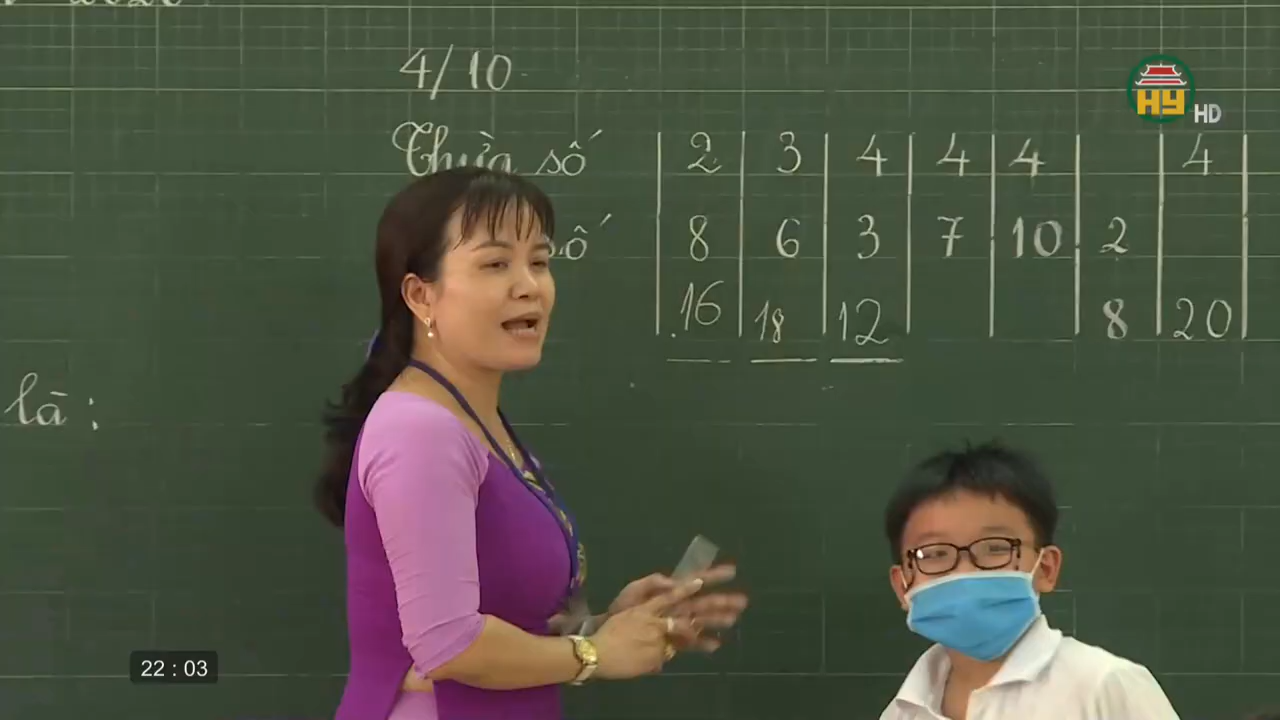 4/10
HY HD
Thừa số 2 3 4 4 4 4
số 8 6 3 7 10 2
16 18 12 8 20
là :
22 : 03